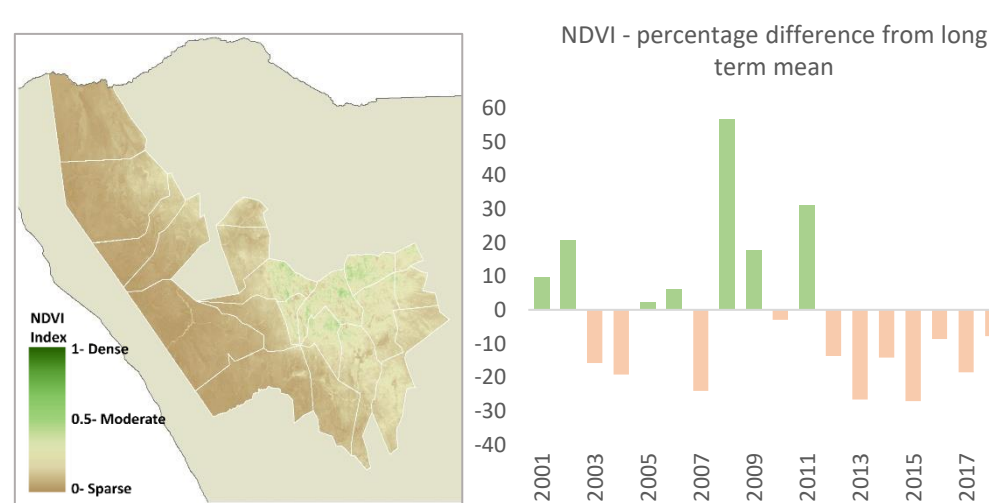 NDVI
Index
1- Dense
0.5- Moderate
0- Sparse
NDVI - percentage difference from long
term mean
60
50
40
30
20
10
0
-10
-20
-30
-40
2001
2003
2005
2007
2009
2011
2013
2015
2017